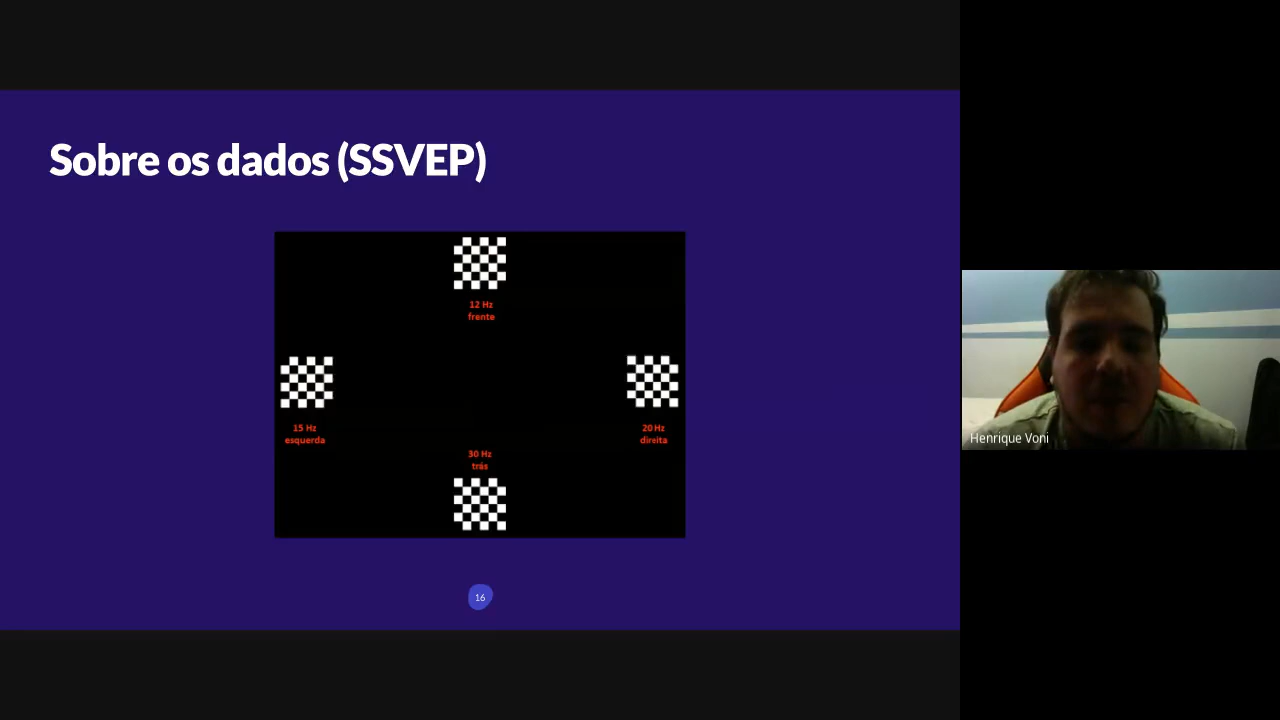 Sobre os dados (SSVEP)
12 Hz
frente
15 Hz
esquerda
20 Hz
direita
30 Hz
trás
16
Henrique Voni